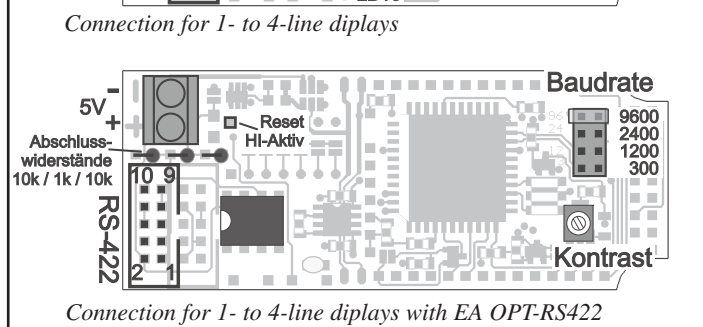 Connection for 1- to 4-line diplays
-
5V
+
Reset
HI-Aktiv
Abschluss-
widerstände
10k / 1k / 10k
10 9
RS-422
2 1
Baudrate
9600
2400
1200
300
Kontrast
Connection for 1- to 4-line diplays with EA OPT-RS422